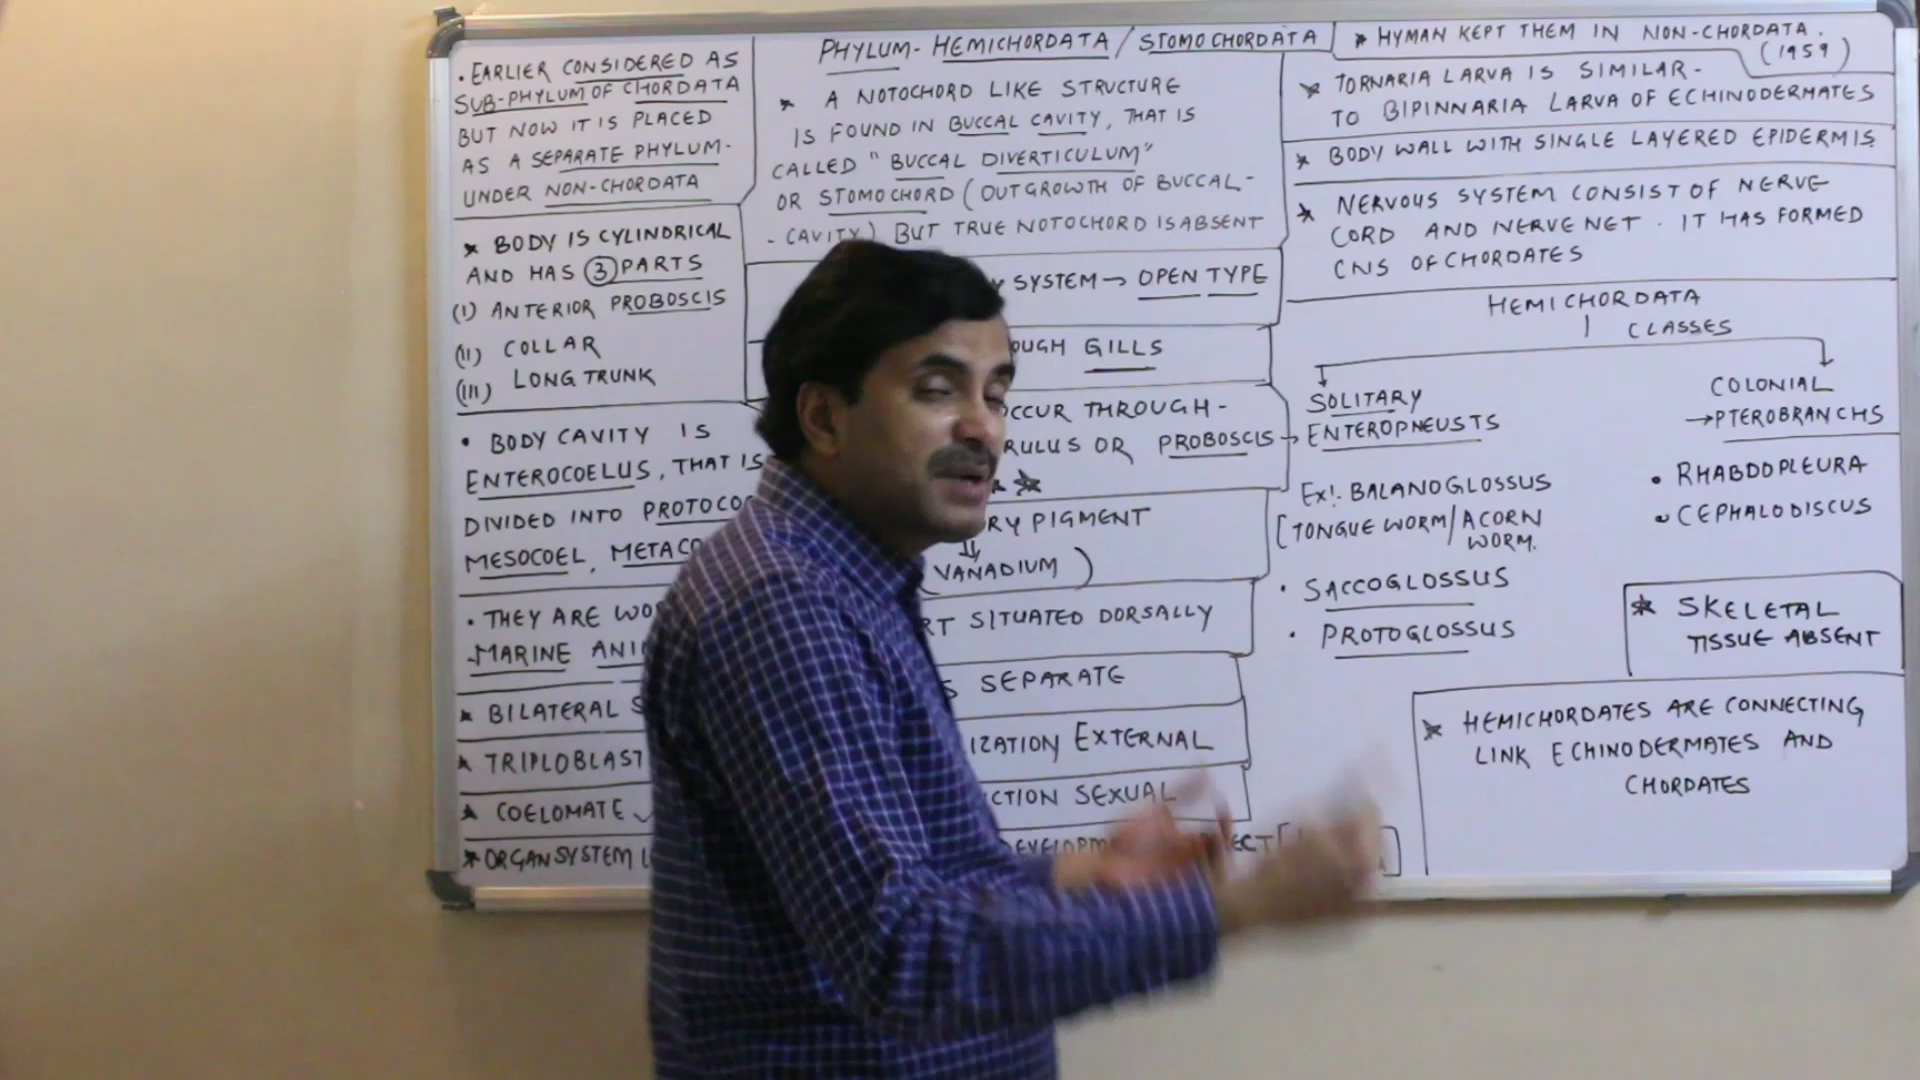 • EARLIER CONSIDERED AS
SUB-PHYLUM OF CHORDATA
BUT NOW IT IS PLACED
AS A SEPARATE PHYLUM-
UNDER NON-CHORDATA
* BODY IS CYLINDRICAL
AND HAS 3 PARTS
(I) ANTERIOR PROBOSCIS
(II) COLLAR
(III) LONG TRUNK
• BODY CAVITY IS
ENTEROCOELUS, THAT IS
DIVIDED INTO
MESOCOEL,
• THEY ARE
MARINE
* BILATERAL
*
* COELOMATE
* ORGAN SYSTEM
PHYLUM- HEMICHORDATA / STOMOCHORDATA
* A NOTOCHORD LIKE STRUCTURE
IS FOUND IN BUCCAL CAVITY, THAT IS
CALLED "BUCCAL DIVERTICULUM"
OR STOMOCHORD (OUTGROWTH OF BUCCAL-
- CAVITY) BUT TRUE NOTOCHORD IS ABSENT
SYSTEM → OPEN TYPE
GILLS
THROUGH-
OR PROBOSCIS
PIGMENT
VANADIUM )
SITUATED DORSALLY
SEPARATE
EXTERNAL
SEXUAL
* HYMAN KEPT THEM IN NON-CHORDATA.
(1959)
* TORNARIA LARVA IS SIMILAR-
TO BIPINNARIA LARVA OF ECHINODERMATES
* BODY WALL WITH SINGLE LAYERED EPIDERMIS
* NERVOUS SYSTEM CONSIST OF NERVE
CORD AND NERVE NET. IT HAS FORMED
CNS OF CHORDATES
HEMICHORDATA
CLASSES
SOLITARY
→ ENTEROPNEUSTS
EX!. BALANOGLOSSUS
[TONGUE WORM/ACORN
WORM.
• SACCOGLOSSUS
• PROTOGLOSSUS
COLONIAL
→ PTEROBRANCHS
• RHABDOPLEURA
• CEPHALODISCUS
* SKELETAL
TISSUE ABSENT
* HEMICHORDATES ARE CONNECTING
LINK ECHINODERMATES AND
CHORDATES